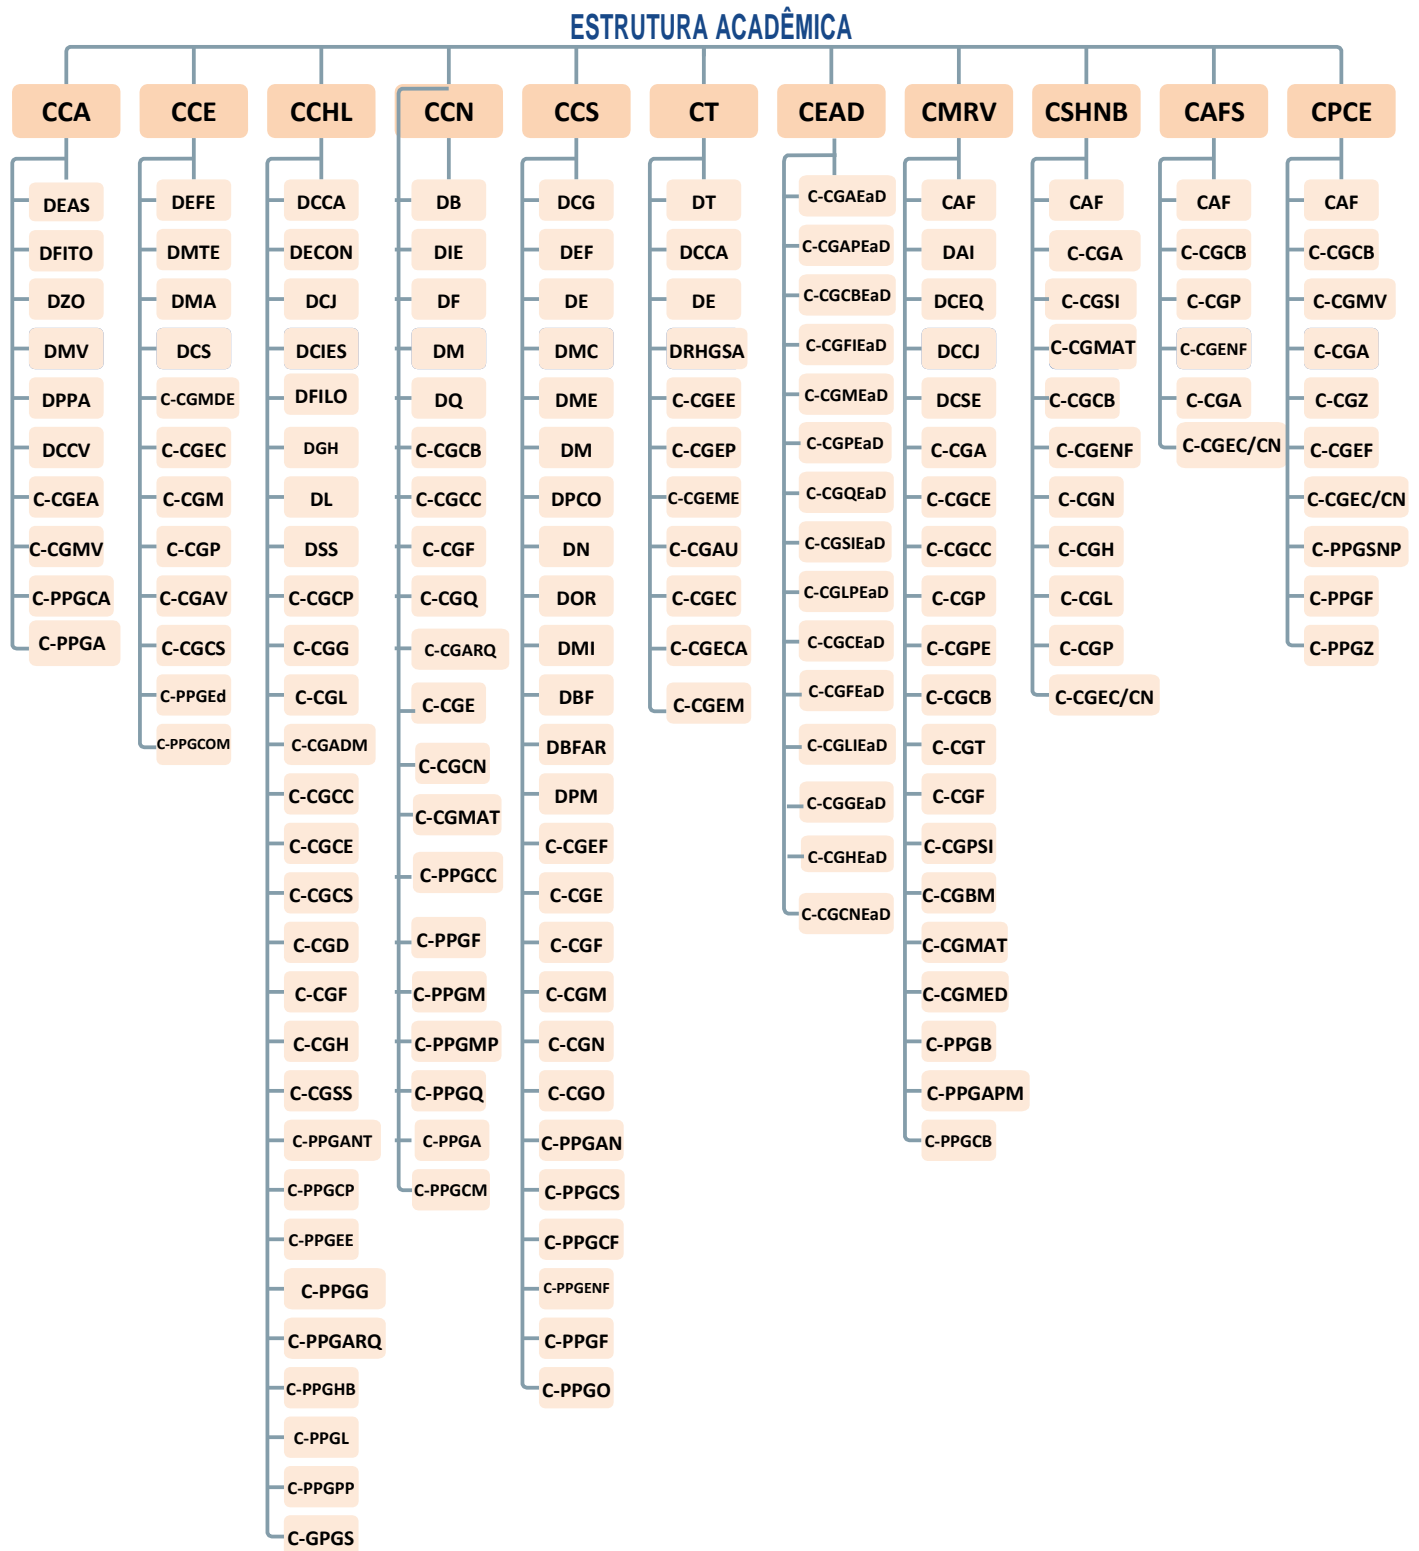 ESTRUTURA ACADÊMICA
CCA
DEAS
DFITO
DZO
DMV
DPPA
DCCV
C-CGEA
C-CGMV
C-PPGCA
C-PPGA
CCE
DEFE
DMTE
DMA
DCS
C-CGMDE
C-CGEC
C-CGM
C-CGP
C-CGAV
C-CGCS
C-PPGEd
C-PPGCOM
CCHL
DCCA
DECON
DCJ
DCIES
DFILO
DGH
DL
DSS
C-CGCP
C-CGG
C-CGL
C-CGADM
C-CGCC
C-CGCE
C-CGCS
C-CGD
C-CGF
C-CGH
C-CGSS
C-PPGANT
C-PPGCP
C-PPGEE
C-PPGG
C-PPGARQ
C-PPGHB
C-PPGL
C-PPGPP
C-GPGS
CCN
DB
DIE
DF
DM
DQ
C-CGCB
C-CGCC
C-CGF
C-CGQ
C-CGARQ
C-CGE
C-CGCN
C-CGMAT
C-PPGCC
C-PPGF
C-PPGM
C-PPGMP
C-PPGQ
C-PPGA
C-PPGCM
CCS
DCG
DEF
DE
DMC
DME
DM
DPCO
DN
DOR
DMI
DBF
DBFAR
DPM
C-CGEF
C-CGE
C-CGF
C-CGM
C-CGN
C-CGO
C-PPGAN
C-PPGCS
C-PPGCF
C-PPGENF
C-PPGF
C-PPGO
CT
DT
DCCA
DE
DRHGSA
C-CGEE
C-CGEP
C-CGEME
C-CGAU
C-CGEC
C-CGECA
C-CGEM
CEAD
C-CGAEaD
C-CGAPEaD
C-CGCBEaD
C-CGFIEaD
C-CGMEaD
C-CGPEaD
C-CGQEaD
C-CGSIEaD
C-CGLPEaD
C-CGCEaD
C-CGFEaD
C-CGLIEaD
C-CGGEaD
C-CGHEaD
C-CGCNEaD
CMRV
CAF
DAI
DCEQ
DCCJ
DCSE
C-CGA
C-CGCE
C-CGCC
C-CGP
C-CGPE
C-CGCB
C-CGT
C-CGF
C-CGPSI
C-CGBM
C-CGMAT
C-CGMED
C-PPGB
C-PPGAPM
C-PPGCB
CSHNB
CAF
C-CGA
C-CGSI
C-CGMAT
C-CGCB
C-CGENF
C-CGN
C-CGH
C-CGL
C-CGP
C-CGEC/CN
CAFS
CAF
C-CGCB
C-CGP
C-CGENF
C-CGA
C-CGEC/CN
CPCE
CAF
C-CGCB
C-CGMV
C-CGA
C-CGZ
C-CGEF
C-CGEC/CN
C-PPGSNP
C-PPGF
C-PPGZ